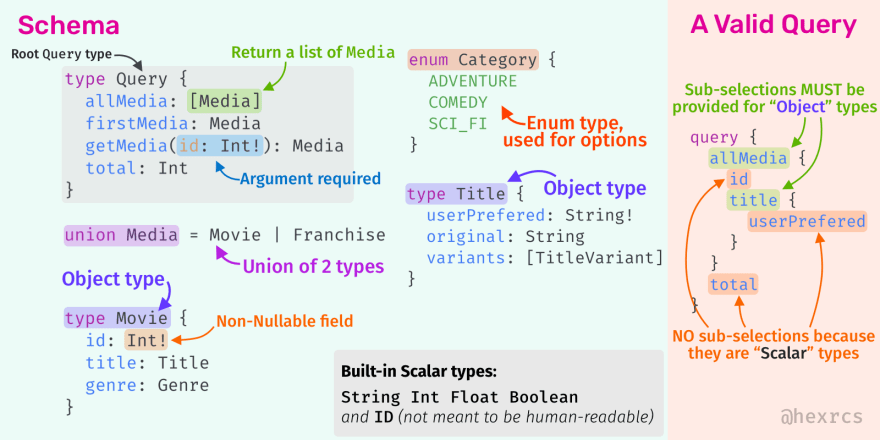 Schema
Root Query type
Return a list of Media
type Query {
allMedia: [Media]
firstMedia: Media
getMedia(id: Int!): Media
total: Int
}
Argument required
union Media = Movie | Franchise
Union of 2 types
Object type
type Movie {
id: Int!
title: Title
genre: Genre
}
Non-Nullable field
enum Category {
ADVENTURE
COMEDY
SCI_FI
}
Enum type,
used for options
Object type
type Title {
userPrefered: String!
original: String
variants: [TitleVariant]
}
Built-in Scalar types:
String Int Float Boolean
and ID (not meant to be human-readable)
A Valid Query
Sub-selections MUST be
provided for “Object” types
query {
allMedia {
id
title {
userPrefered
}
}
total
}
NO sub-selections because
they are “Scalar” types
@hexrcs